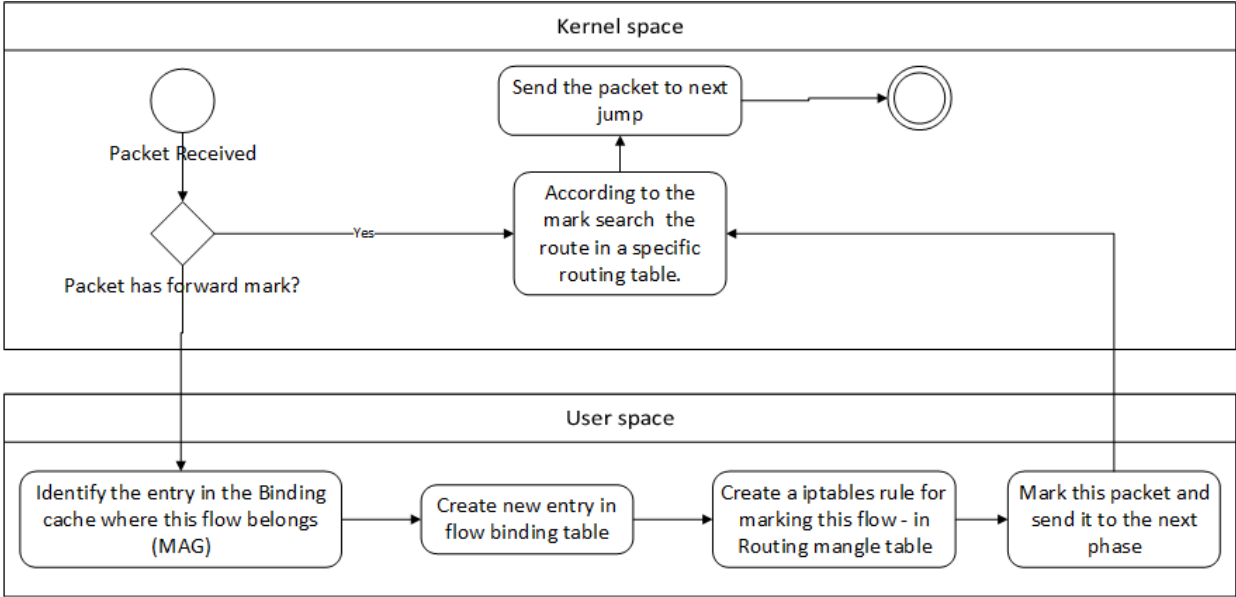 Kernel space
Send the packet to next
jump
Packet Received
According to the
mark search the
route in a specific
routing table.
Yes
Packet has forward mark?
User space
Identify the entry in the Binding
cache where this flow belongs
(MAG)
Create new entry in
flow binding table
Create a iptables rule for
marking this flow - in
Routing mangle table
Mark this packet and
send it to the next
phase